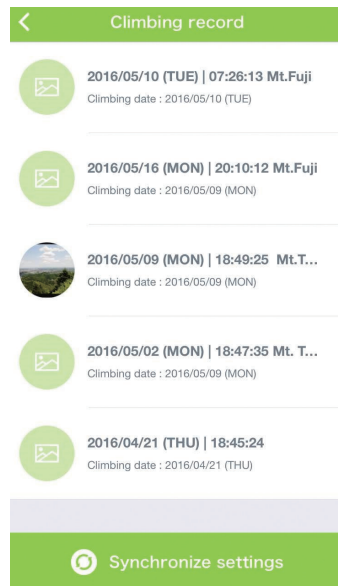 Climbing record
2016/05/10 (TUE) | 07:26:13 Mt.Fuji
Climbing date : 2016/05/10 (TUE)
2016/05/16 (MON) | 20:10:12 Mt.Fuji
Climbing date : 2016/05/09 (MON)
2016/05/09 (MON) | 18:49:25 Mt.T...
Climbing date : 2016/05/09 (MON)
2016/05/02 (MON) | 18:47:35 Mt. T...
Climbing date : 2016/05/09 (MON)
2016/04/21 (THU) | 18:45:24
Climbing date : 2016/04/21 (THU)
Synchronize settings